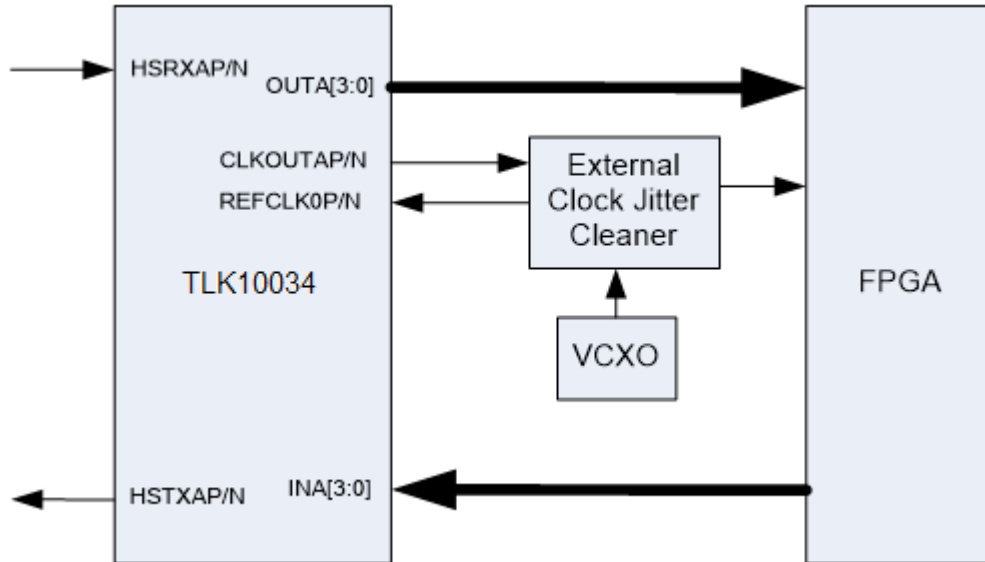 HSRXAP/N
OUTA[3:0]
CLKOUTAP/N
REFCLK0P/N
External
Clock Jitter
Cleaner
TLK10034
FPGA
VCXO
HSTXAP/N
INA[3:0]